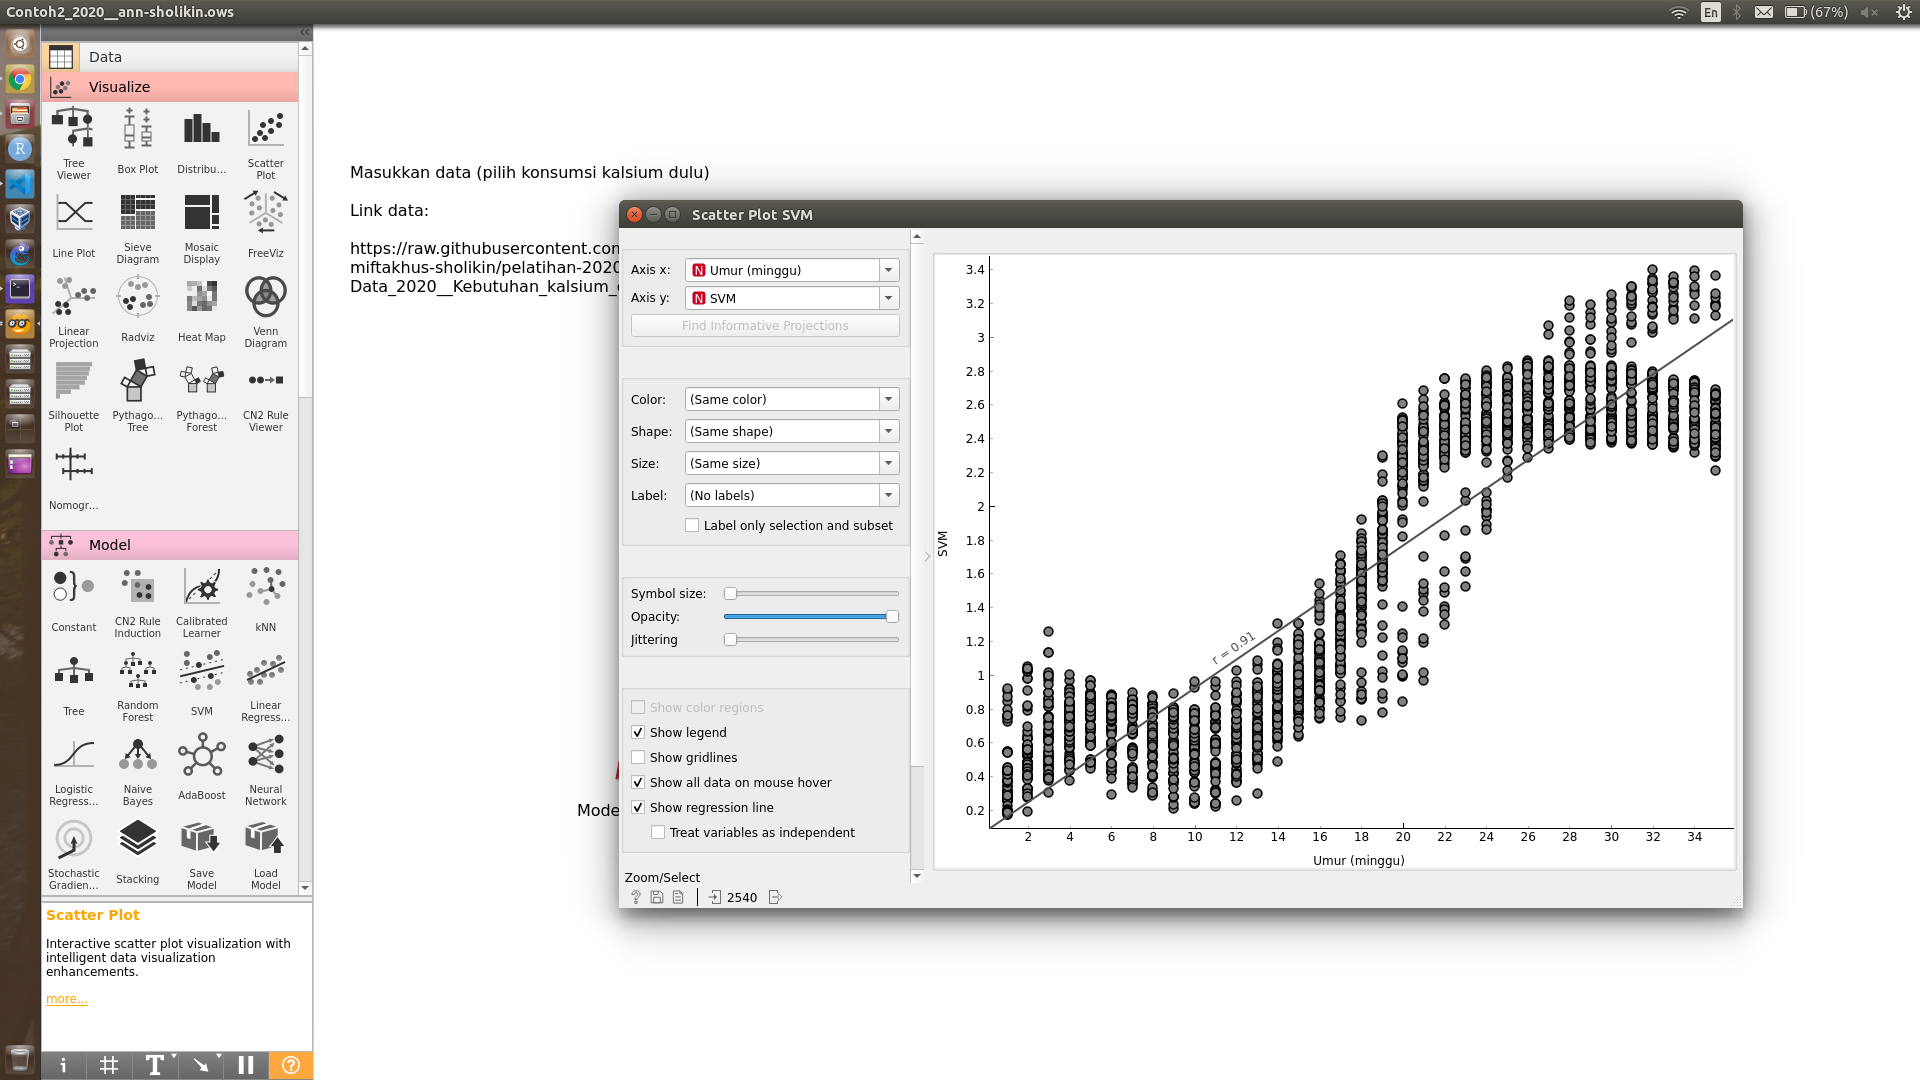 Contoh2_2020__ann-sholikin.ows
En
(67%)
Data
Visualize
Tree Viewer
Box Plot
Distribu...
Scatter Plot
Line Plot
Sieve Diagram
Mosaic Display
FreeViz
Linear Projection
Radviz
Heat Map
Venn Diagram
Silhouette Plot
Pythago... Tree
Pythago... Forest
CN2 Rule Viewer
Nomogr...
Model
Constant
CN2 Rule Induction
Calibrated Learner
kNN
Tree
Random Forest
SVM
Linear Regress...
Logistic Regress...
Naive Bayes
AdaBoost
Neural Network
Stochastic Gradien...
Stacking
Save Model
Load Model
Scatter Plot
Interactive scatter plot visualization with
intelligent data visualization
enhancements.
more...
Masukkan data (pilih konsumsi kalsium dulu)
Link data:
https://raw.githubusercontent.con
miftakhus-sholikin/pelatihan-2020
Data_2020__Kebutuhan_kalsium_
Mode
Scatter Plot SVM
Axis x: N Umur (minggu)
Axis y: N SVM
Find Informative Projections
Color: (Same color)
Shape: (Same shape)
Size: (Same size)
Label: (No labels)
Label only selection and subset
Symbol size:
Opacity:
Jittering
Show color regions
Show legend
Show gridlines
Show all data on mouse hover
Show regression line
Treat variables as independent
Zoom/Select
? 2540
3.4
3.2
3
2.8
2.6
2.4
2.2
2
1.8
1.6
1.4
1.2
1
0.8
0.6
0.4
0.2
SVM
r = 0.91
2 4 6 8 10 12 14 16 18 20 22 24 26 28 30 32 34
Umur (minggu)